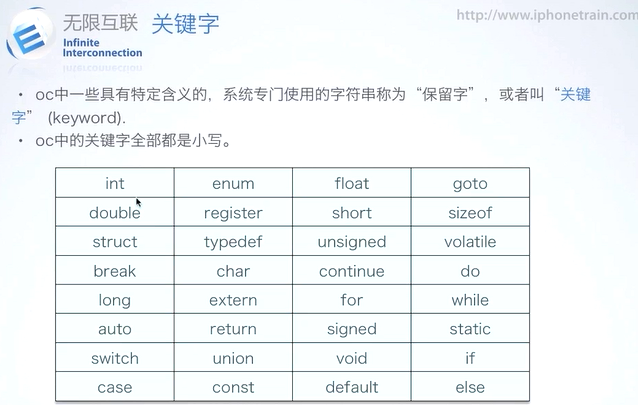 http://www.iphonetrain.com
无限互联 关键字
Infinite
Interconnection
• oc中一些具有特定含义的，系统专门使用的字符串称为“保留字”，或者叫“关键
字” (keyword).
• oc中的关键字全部都是小写。
int enum float goto
double register short sizeof
struct typedef unsigned volatile
break char continue do
long extern for while
auto return signed static
switch union void if
case const default else